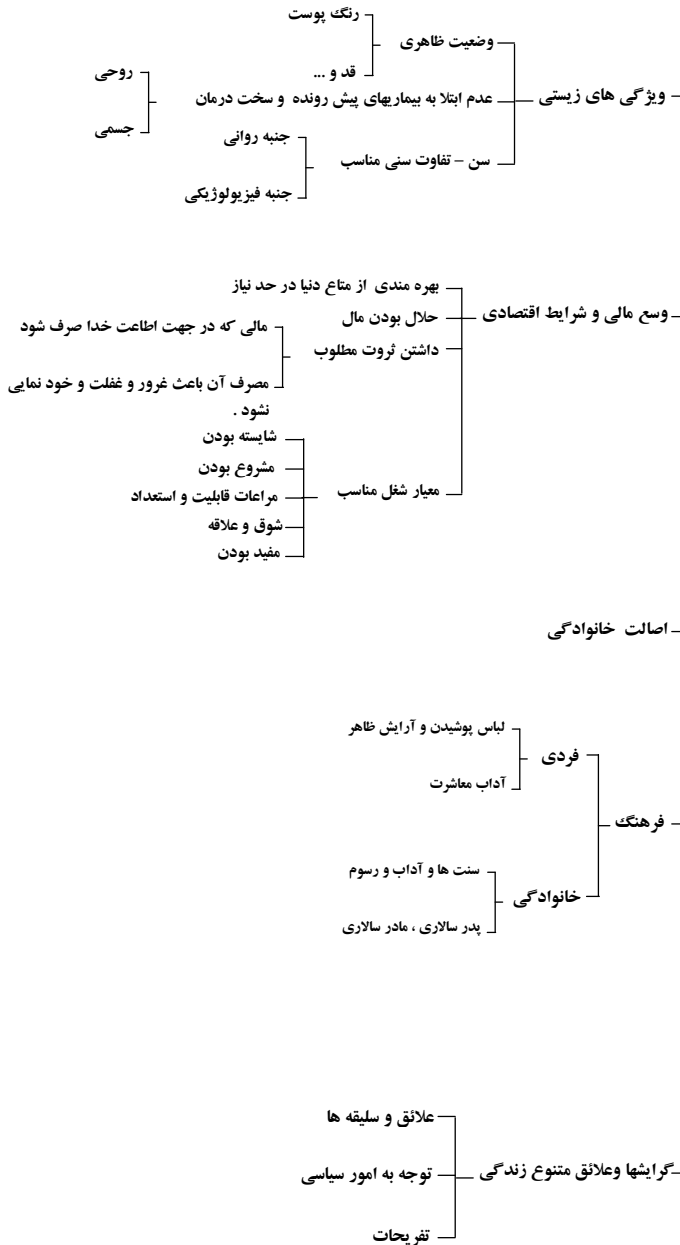 ویژگی های زیستی
وضعیت ظاهری
رنگ پوست
قد و ...
عدم ابتلا به بیماریهای پیش رونده و سخت درمان
روحی
جسمی
سن – تفاوت سنی مناسب
جنبه روانی
جنبه فیزیولوژیکی
وسع مالی و شرایط اقتصادی
بهره مندی از متاع دنیا در حد نیاز
حلال بودن مال
داشتن ثروت مطلوب
مالی که در جهت اطاعت خدا صرف شود
مصرف آن باعث غرور و غفلت و خود نمایی
نشود .
معیار شغل مناسب
شایسته بودن
مشروع بودن
مراعات قابلیت و استعداد
شوق و علاقه
مفید بودن
اصالت خانوادگی
فرهنگ
فردی
لباس پوشیدن و آرایش ظاهر
آداب معاشرت
خانوادگی
سنت ها و آداب و رسوم
پدر سالاری ، مادر سالاری
گرایشها وعلائق متنوع زندگی
علائق و سلیقه ها
توجه به امور سیاسی
تفریحات